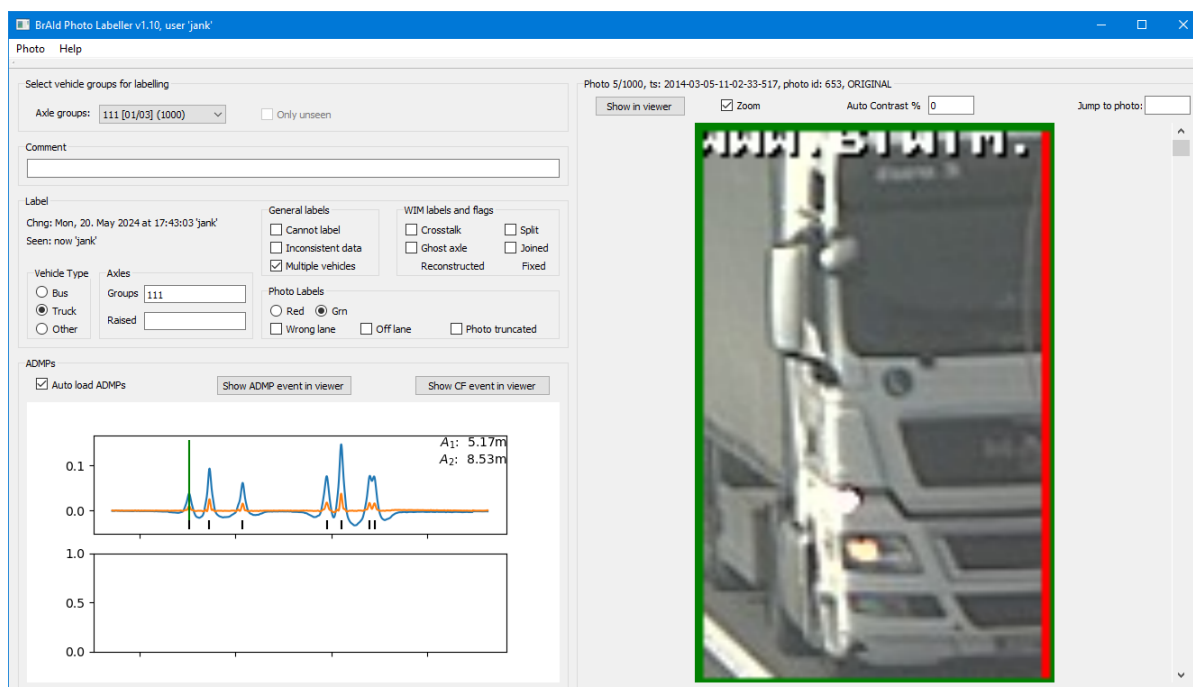 BrAId Photo Labeller v1.10, user 'jank'
Photo Help
Select vehicle groups for labelling
Axle groups: 111 [01/03] (1000) Only unseen
Comment
Label
Chng: Mon, 20. May 2024 at 17:43:03 'jank'
Seen: now 'jank'
Vehicle Type
Bus
Truck
Other
Axles
Groups 111
Raised
General labels
Cannot label
Inconsistent data
Multiple vehicles
WIM labels and flags
Crosstalk Split
Ghost axle Joined
Reconstructed Fixed
Photo Labels
Red Grn
Wrong lane Off lane Photo truncated
ADMPs
Auto load ADMPs Show ADMP event in viewer Show CF event in viewer
A1: 5.17m
A2: 8.53m
0.1
0.0
1.0
0.5
0.0
Photo 5/1000, ts: 2014-03-05-11-02-33-517, photo id: 653, ORIGINAL
Show in viewer Zoom Auto Contrast % 0 Jump to photo:
www.siwim.